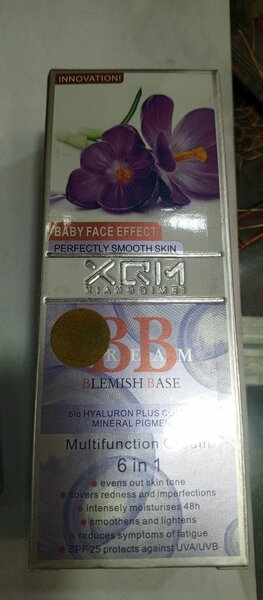 INNOVATION!
BABY FACE EFFECT
PERFECTLY SMOOTH SKIN
XQM
XIANGQIMEI
BB
CREAM
BLEMISH BASE
bio HYALURON PLUS
MINERAL PIGMEN
Multifunction
6 in 1
evens out skin tone
covers redness and imperfections
intensely moisturises 48h
smoothens and lightens
reduces symptoms of fatigue
SPF 25 protects against UVA/UVB